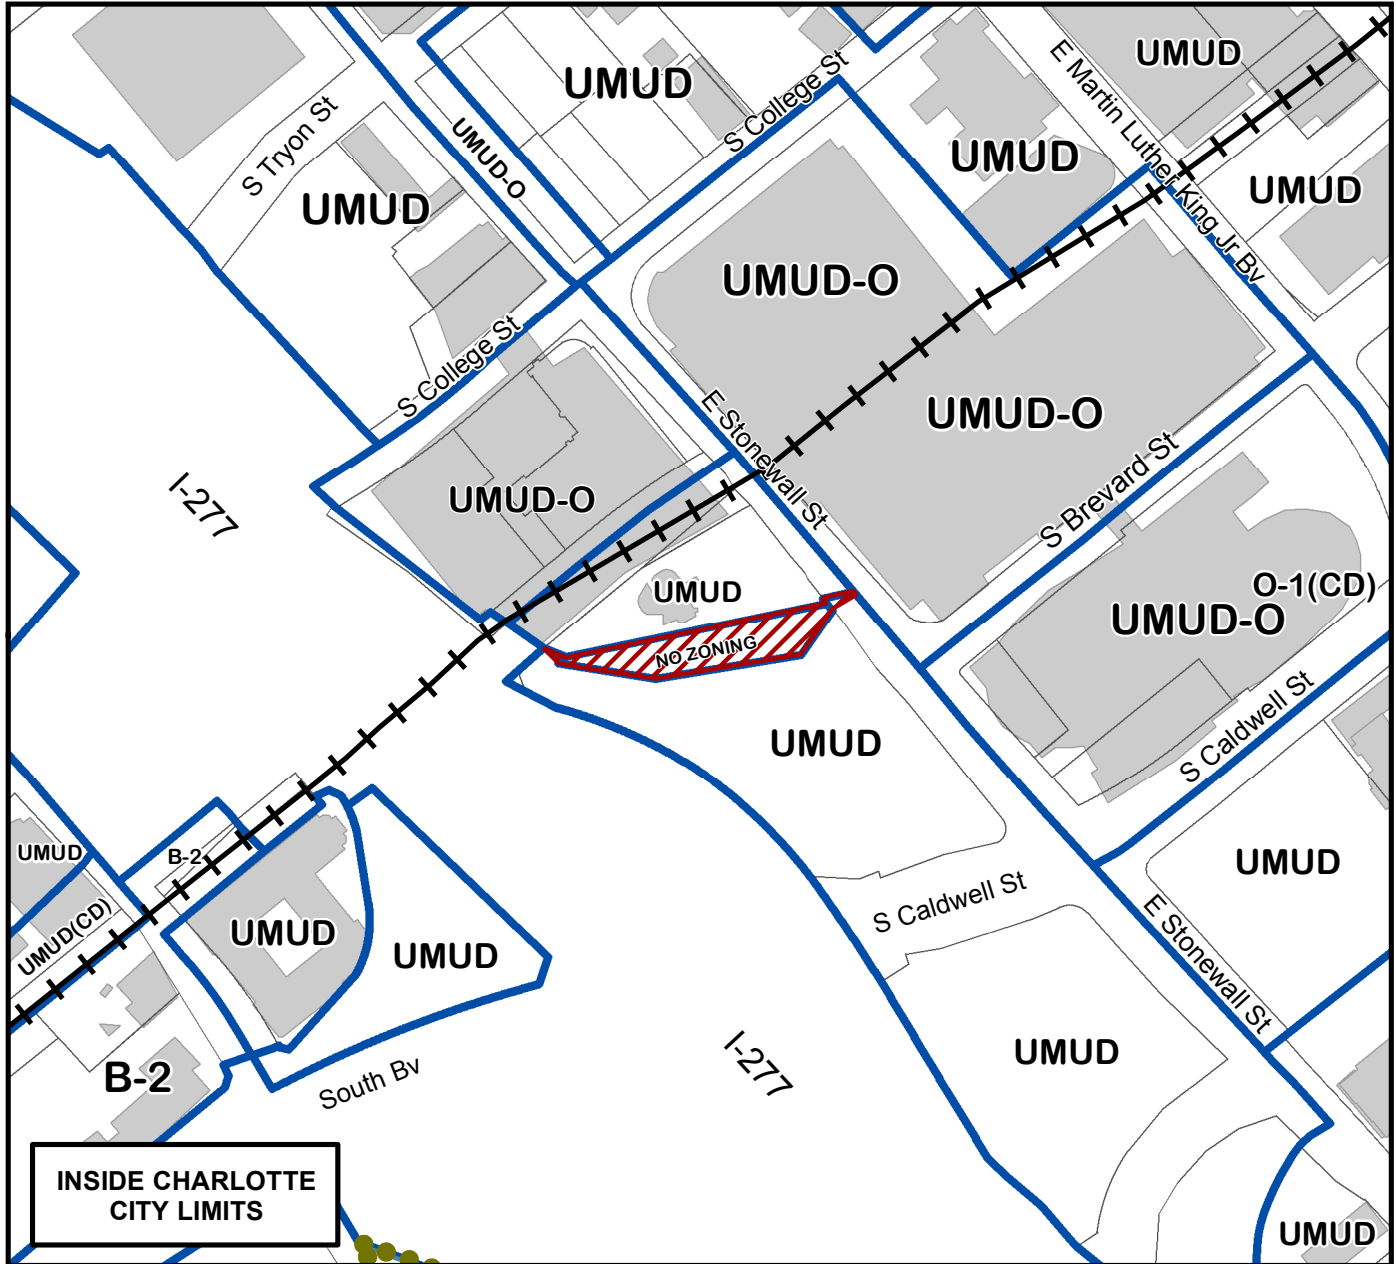 UMUD
E Martin Luther King Jr Bv
UMUD
S College St
S Tryon St
UMUD-O
UMUD
UMUD
UMUD
UMUD-O
S College St
E Stonewall St
UMUD-O
I-277
UMUD-O
S Brevard St
UMUD
O-1(CD)
UMUD-O
NO ZONING
UMUD
S Caldwell St
UMUD
B-2
UMUD
S Caldwell St
UMUD(CD)
UMUD
UMUD
E Stonewall St
I-277
UMUD
B-2
South Bv
INSIDE CHARLOTTE
CITY LIMITS
UMUD